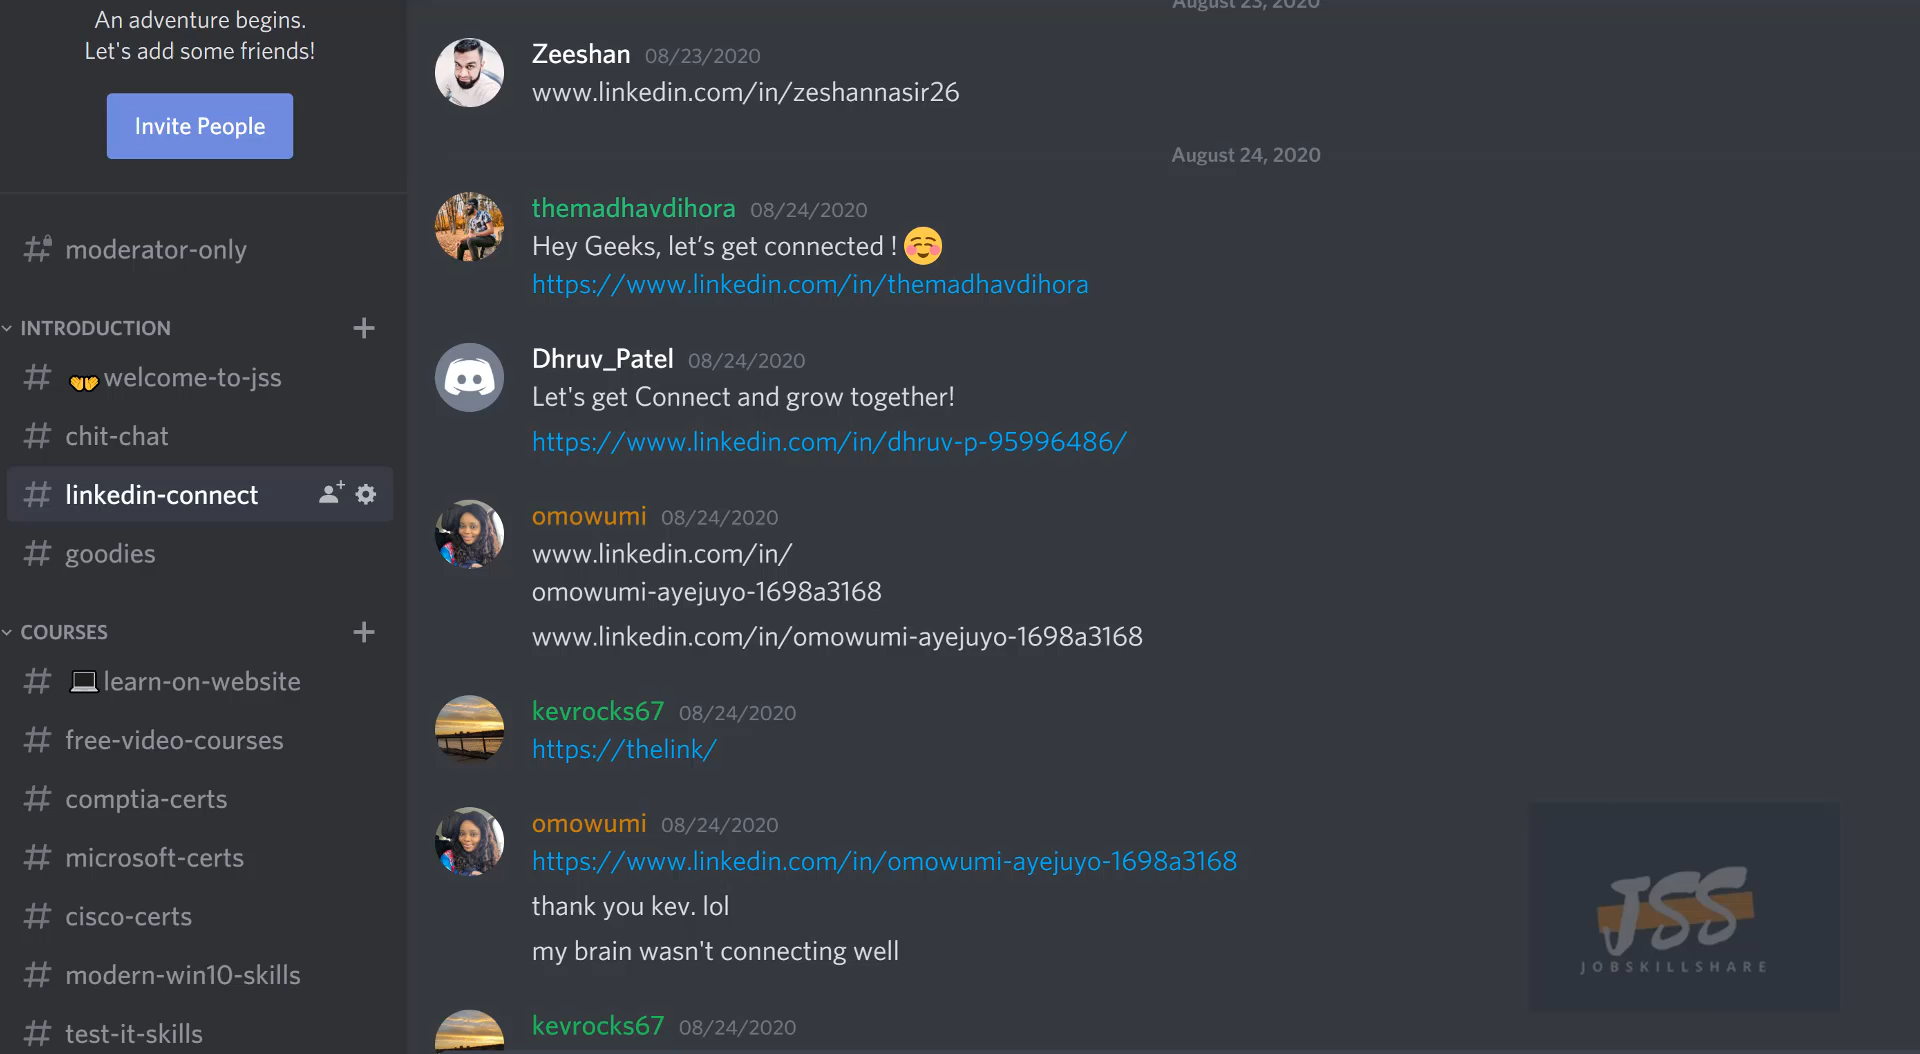 An adventure begins.
Let's add some friends!
Invite People
moderator-only
INTRODUCTION
welcome-to-jss
chit-chat
linkedin-connect
goodies
COURSES
learn-on-website
free-video-courses
comptia-certs
microsoft-certs
cisco-certs
modern-win10-skills
test-it-skills
August 23, 2020
Zeeshan 08/23/2020
www.linkedin.com/in/zeshannasir26
August 24, 2020
themadhavdihora 08/24/2020
Hey Geeks, let’s get connected !
https://www.linkedin.com/in/themadhavdihora
Dhruv_Patel 08/24/2020
Let's get Connect and grow together!
https://www.linkedin.com/in/dhruv-p-95996486/
omowumi 08/24/2020
www.linkedin.com/in/
omowumi-ayejuyo-1698a3168
www.linkedin.com/in/omowumi-ayejuyo-1698a3168
kevrocks67 08/24/2020
https://thelink/
omowumi 08/24/2020
https://www.linkedin.com/in/omowumi-ayejuyo-1698a3168
thank you kev. lol
my brain wasn't connecting well
kevrocks67 08/24/2020
JSS
JOBSKILLSHARE